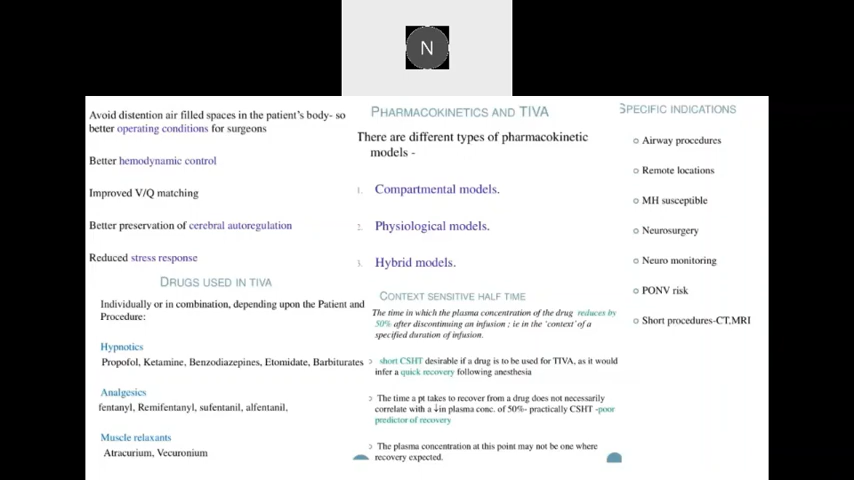 N
Avoid distention air filled spaces in the patient's body- so
better operating conditions for surgeons
Better hemodynamic control
Improved V/Q matching
Better preservation of cerebral autoregulation
Reduced stress response
DRUGS USED IN TIVA
Individually or in combination, depending upon the Patient and
Procedure:
Hypnotics
Propofol, Ketamine, Benzodiazepines, Etomidate, Barbiturates
Analgesics
fentanyl, Remifentanyl, sufentanil, alfentanil,
Muscle relaxants
Atracurium, Vecuronium
PHARMACOKINETICS AND TIVA
There are different types of pharmacokinetic
models -
1. Compartmental models.
2. Physiological models.
3. Hybrid models.
CONTEXT SENSITIVE HALF TIME
The time in which the plasma concentration of the drug reduces by
50% after discontinuing an infusion ; ie in the 'context' of a
specified duration of infusion.
short CSHT desirable if a drug is to be used for TIVA, as it would
infer a quick recovery following anesthesia
The time a pt takes to recover from a drug does not necessarily
correlate with a ↓in plasma conc. of 50%- practically CSHT -poor
predictor of recovery
The plasma concentration at this point may not be one where
recovery expected.
SPECIFIC INDICATIONS
Airway procedures
Remote locations
MH susceptible
Neurosurgery
Neuro monitoring
PONV risk
Short procedures-CT,MRI